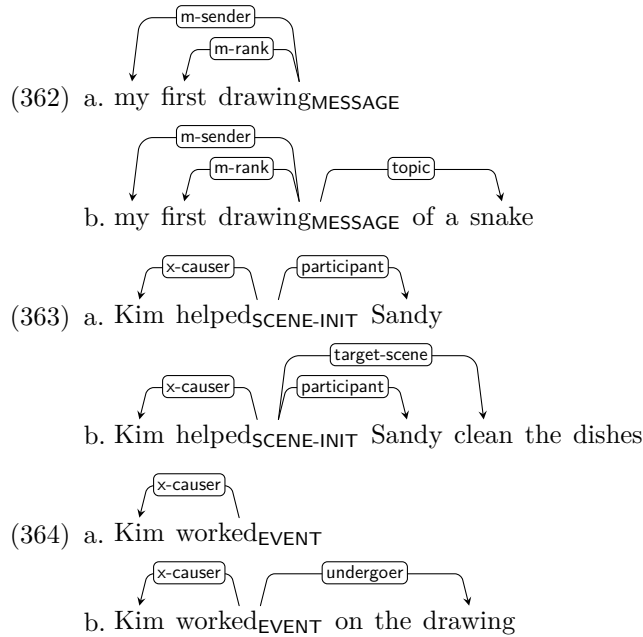 m-sender
m-rank
(362) a. my first drawingMESSAGE
m-sender
m-rank topic
b. my first drawingMESSAGE of a snake
x-causer participant
(363) a. Kim helpedSCENE-INIT Sandy
target-scene
x-causer participant
b. Kim helpedSCENE-INIT Sandy clean the dishes
x-causer
(364) a. Kim workedEVENT
x-causer undergoer
b. Kim workedEVENT on the drawing